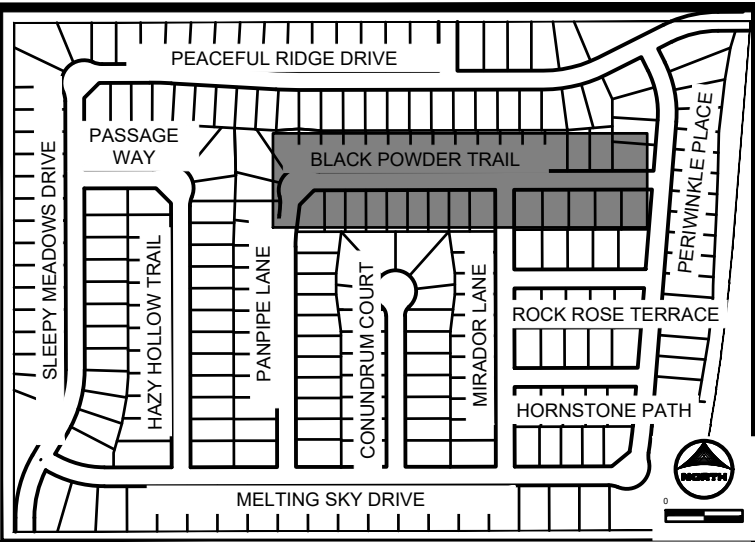 PEACEFUL RIDGE DRIVE
PASSAGE
WAY
BLACK POWDER TRAIL
SLEEPY MEADOWS DRIVE
HAZY HOLLOW TRAIL
PANPIPE LANE
CONUNDRUM COURT
MIRADOR LANE
PERIWINKLE PLACE
ROCK ROSE TERRACE
HORNSTONE PATH
MELTING SKY DRIVE
NORTH
0